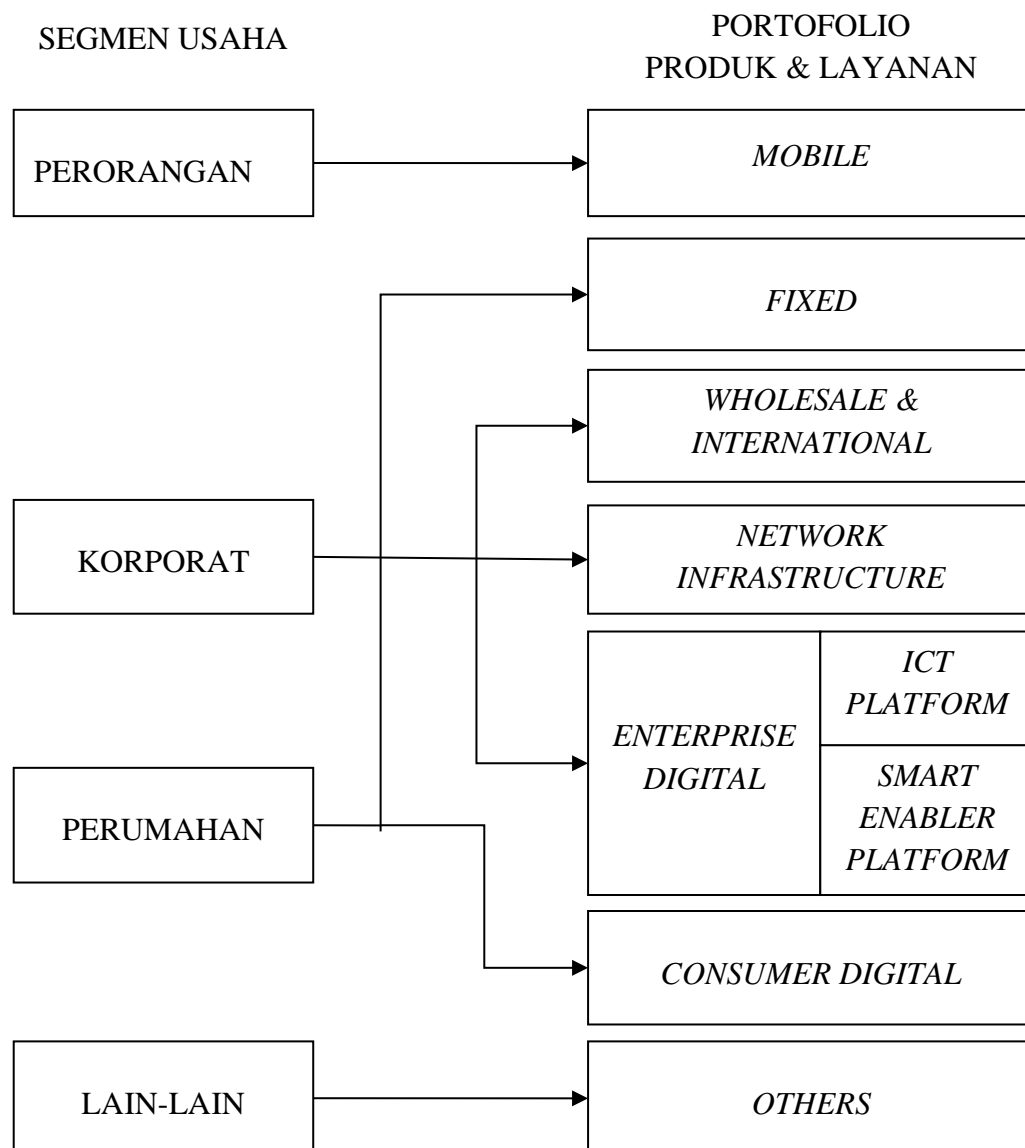 SEGMEN USAHA
PORTOFOLIO
PRODUK & LAYANAN
PERORANGAN
MOBILE
FIXED
WHOLESALE &
INTERNATIONAL
KORPORAT
NETWORK
INFRASTRUCTURE
ENTERPRISE
DIGITAL
ICT
PLATFORM
SMART
ENABLER
PLATFORM
PERUMAHAN
CONSUMER DIGITAL
LAIN-LAIN
OTHERS